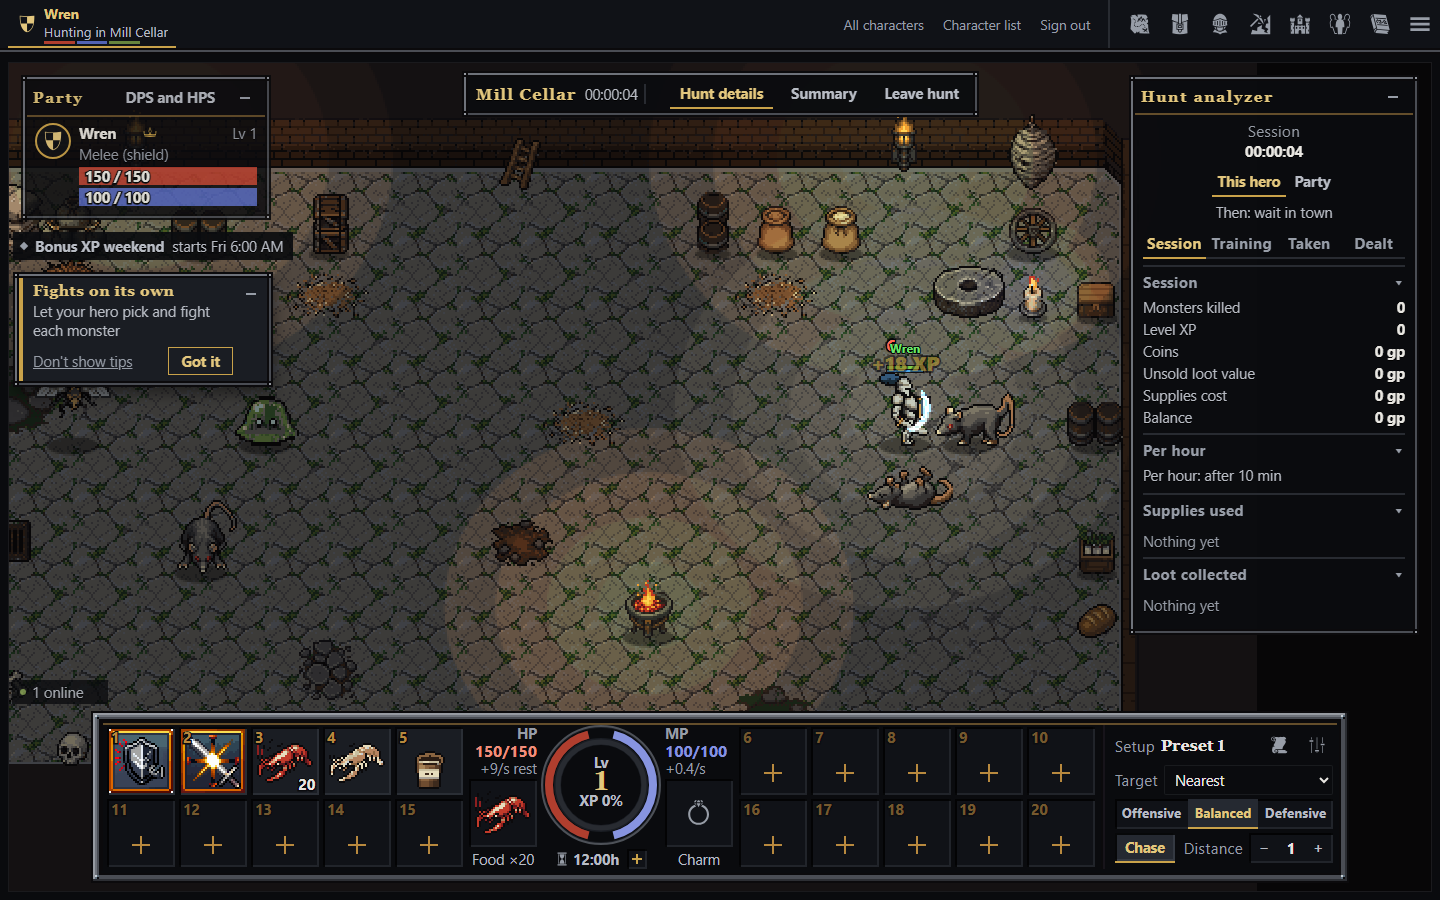 Wren
Hunting in Mill Cellar
All characters
Character list
Sign out
Party
DPS and HPS
Wren
Lv 1
Melee (shield)
150 / 150
100 / 100
Bonus XP weekend starts Fri 6:00 AM
Fights on its own
Let your hero pick and fight
each monster
Don't show tips
Got it
Mill Cellar 00:00:04
Hunt details
Summary
Leave hunt
Wren
+18 XP
Hunt analyzer
Session
00:00:04
This hero
Party
Then: wait in town
Session
Training
Taken
Dealt
Session
Monsters killed 0
Level XP 0
Coins 0 gp
Unsold loot value 0 gp
Supplies cost 0 gp
Balance 0 gp
Per hour
Per hour: after 10 min
Supplies used
Nothing yet
Loot collected
Nothing yet
1 online
1
2
3
20
4
5
11
12
13
14
15
HP
150/150
+9/s rest
Food ×20
Lv
1
XP 0%
12:00h +
MP
100/100
+0.4/s
Charm
6
7
8
9
10
16
17
18
19
20
Setup Preset 1
Target Nearest
Offensive
Balanced
Defensive
Chase
Distance − 1 +